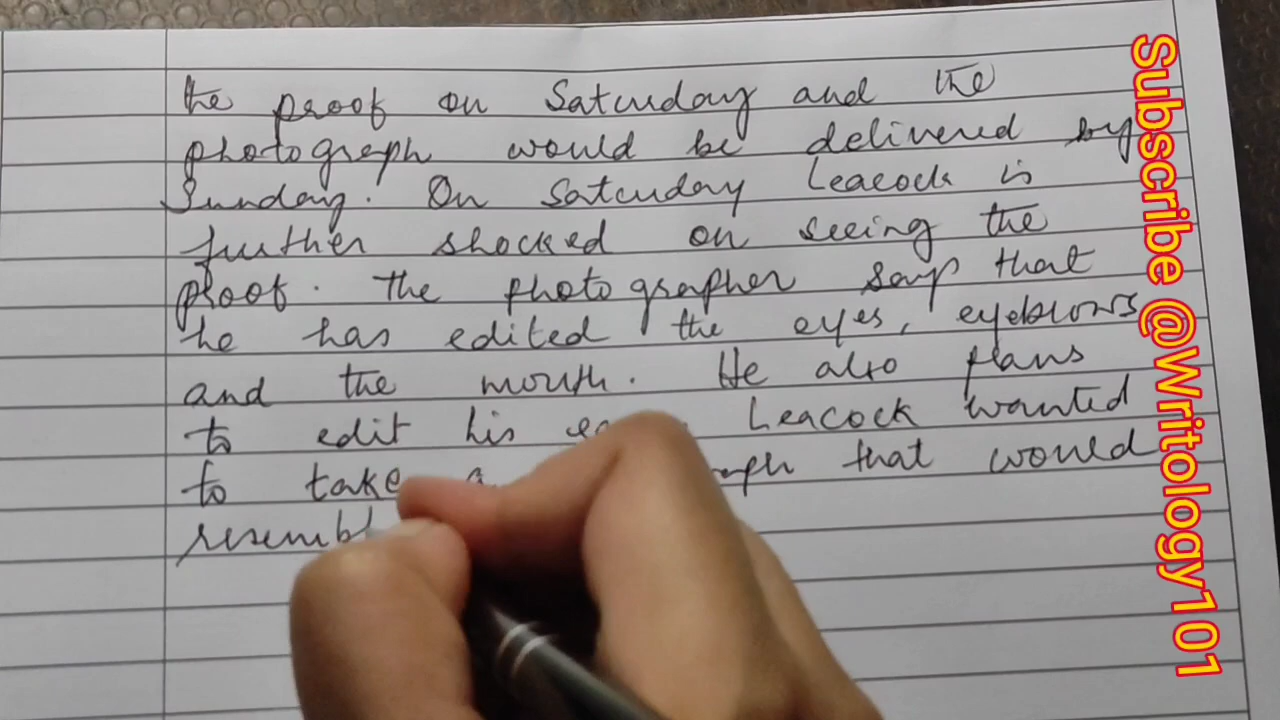 the proof on Saturday and the
photograph would be delivered by
Sunday. On Saturday Leacock is
further shocked on seeing the
proof. The photographer says that
he has edited the eyes, eyebrows
and the mouth. He also plans
to edit his Leacock wanted
to take a that would
Subscribe @Writology101